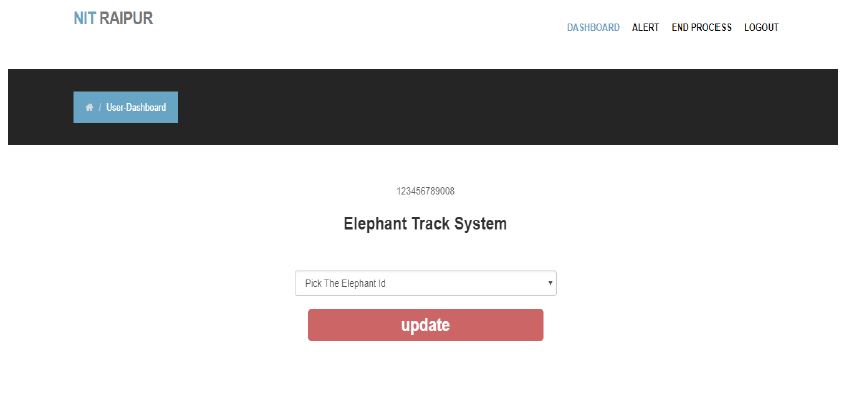 NIT RAIPUR
DASHBOARD ALERT END PROCESS LOGOUT
/ User-Dashboard
123456789008
Elephant Track System
Pick The Elephant Id
update